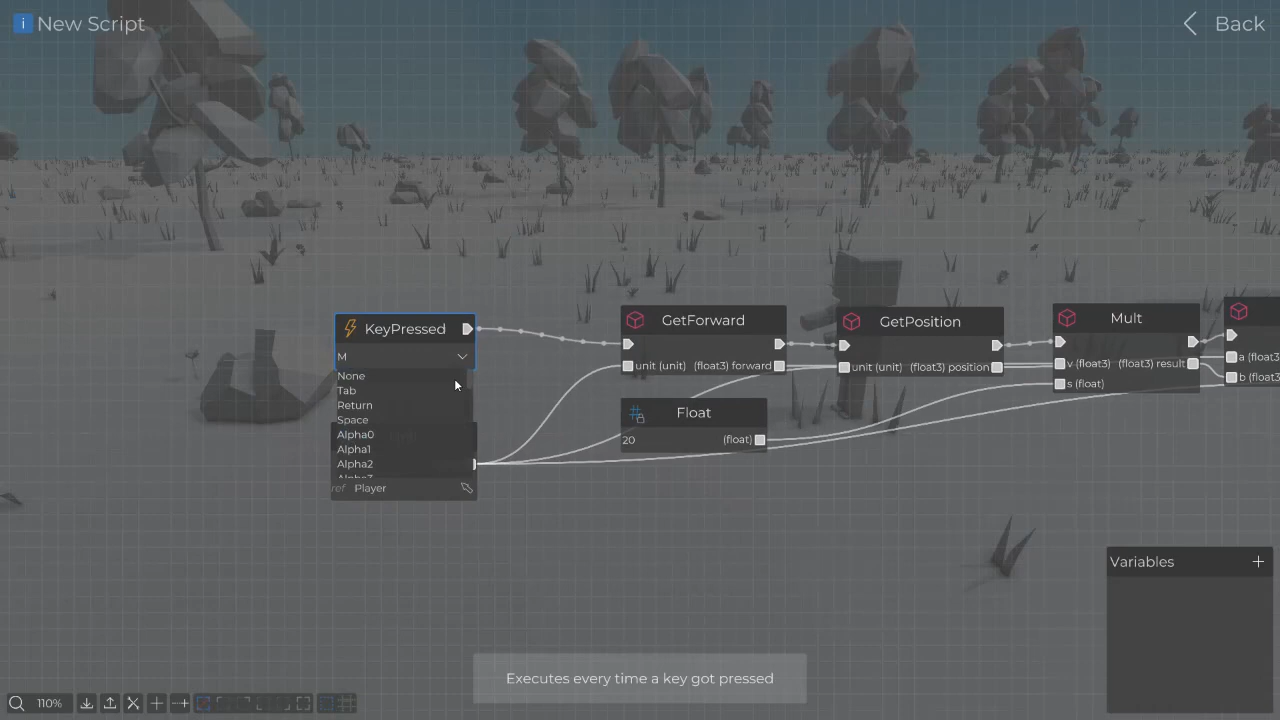 i New Script
Back
KeyPressed
M
None
Tab
Return
Space
Alpha0
Alpha1
Alpha2
ref Player
GetForward
unit (unit) (float3) forward
Float
20 (float)
GetPosition
unit (unit) (float3) position
Mult
v (float3) (float3) result
s (float)
a (float3)
b (float3)
Variables +
Executes every time a key got pressed
110%